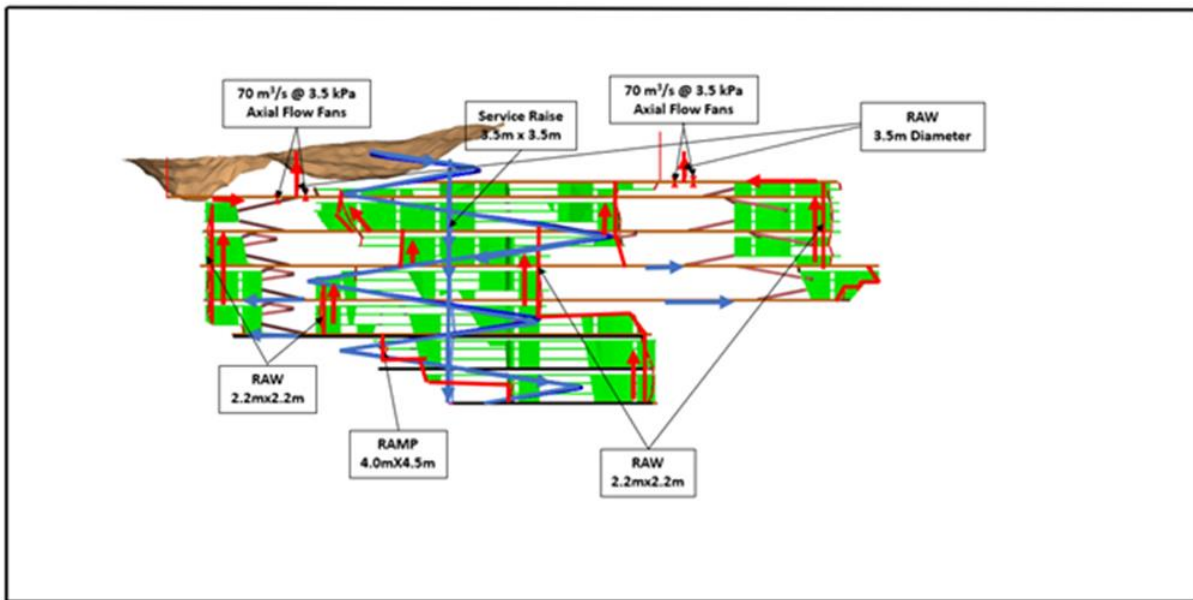 70 m³/s @ 3.5 kPa
Axial Flow Fans
Service Raise
3.5m x 3.5m
70 m³/s @ 3.5 kPa
Axial Flow Fans
RAW
3.5m Diameter
RAW
2.2mx2.2m
RAMP
4.0mX4.5m
RAW
2.2mx2.2m